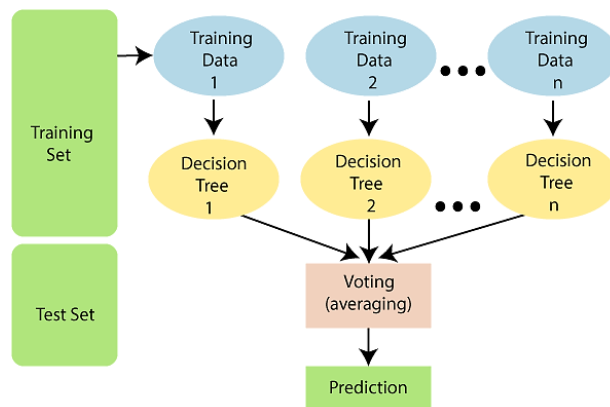 Training
Set
Training
Data
1
Training
Data
2
Training
Data
n
Decision
Tree
1
Decision
Tree
2
Decision
Tree
n
Test Set
Voting
(averaging)
Prediction